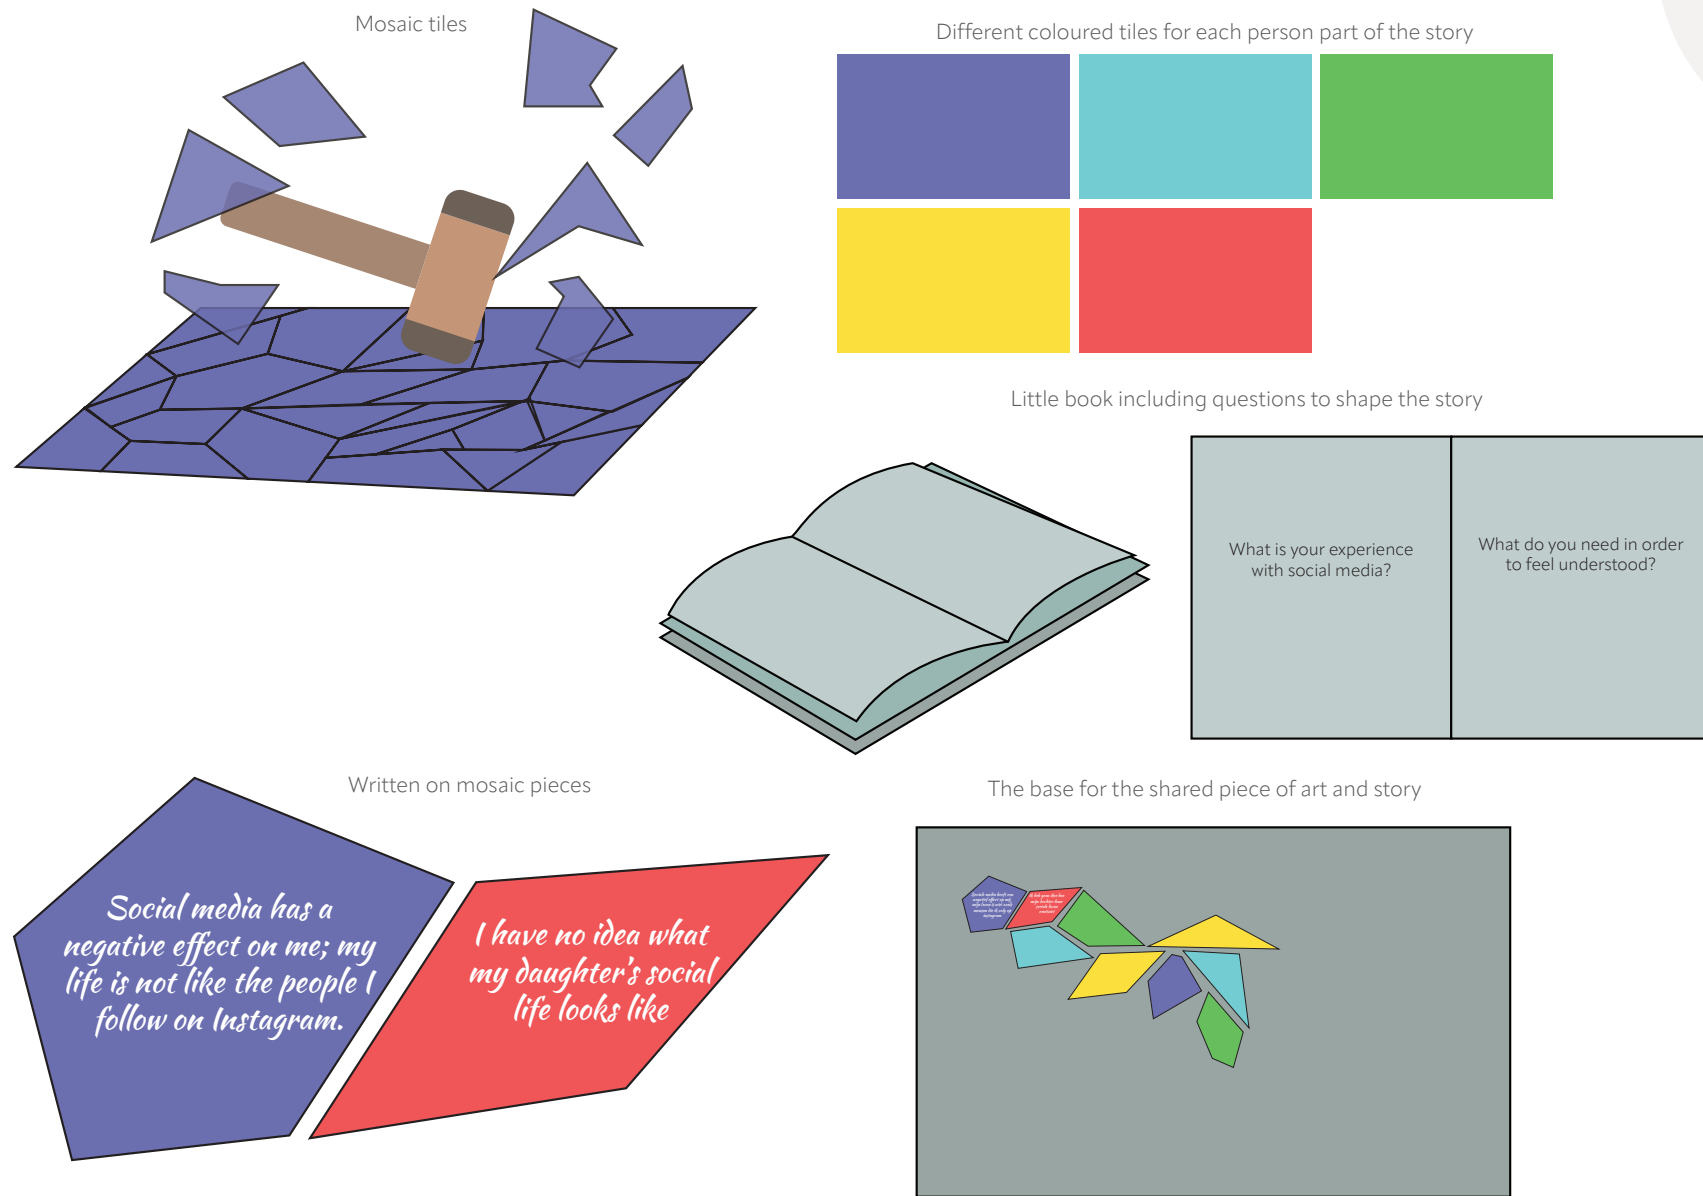 Mosaic tiles
Different coloured tiles for each person part of the story
Little book including questions to shape the story
What is your experience
with social media?
What do you need in order
to feel understood?
Written on mosaic pieces
Social media has a
negative effect on me; my
life is not like the people I
follow on Instagram.
I have no idea what
my daughter's social
life looks like
The base for the shared piece of art and story